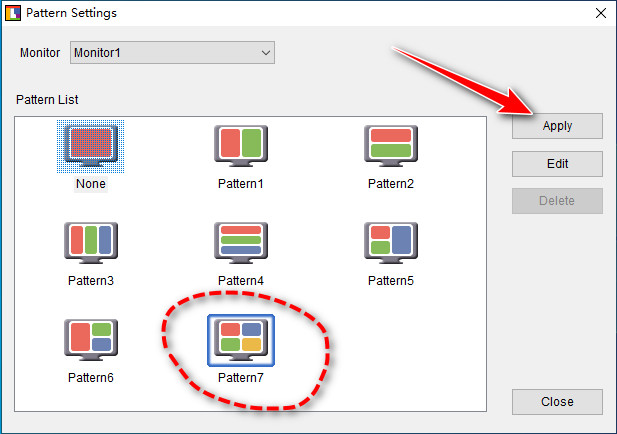 Pattern Settings
Monitor Monitor1
Pattern List
Apply
None Pattern1 Pattern2
Edit
Delete
Pattern3 Pattern4 Pattern5
Pattern6 Pattern7
Close